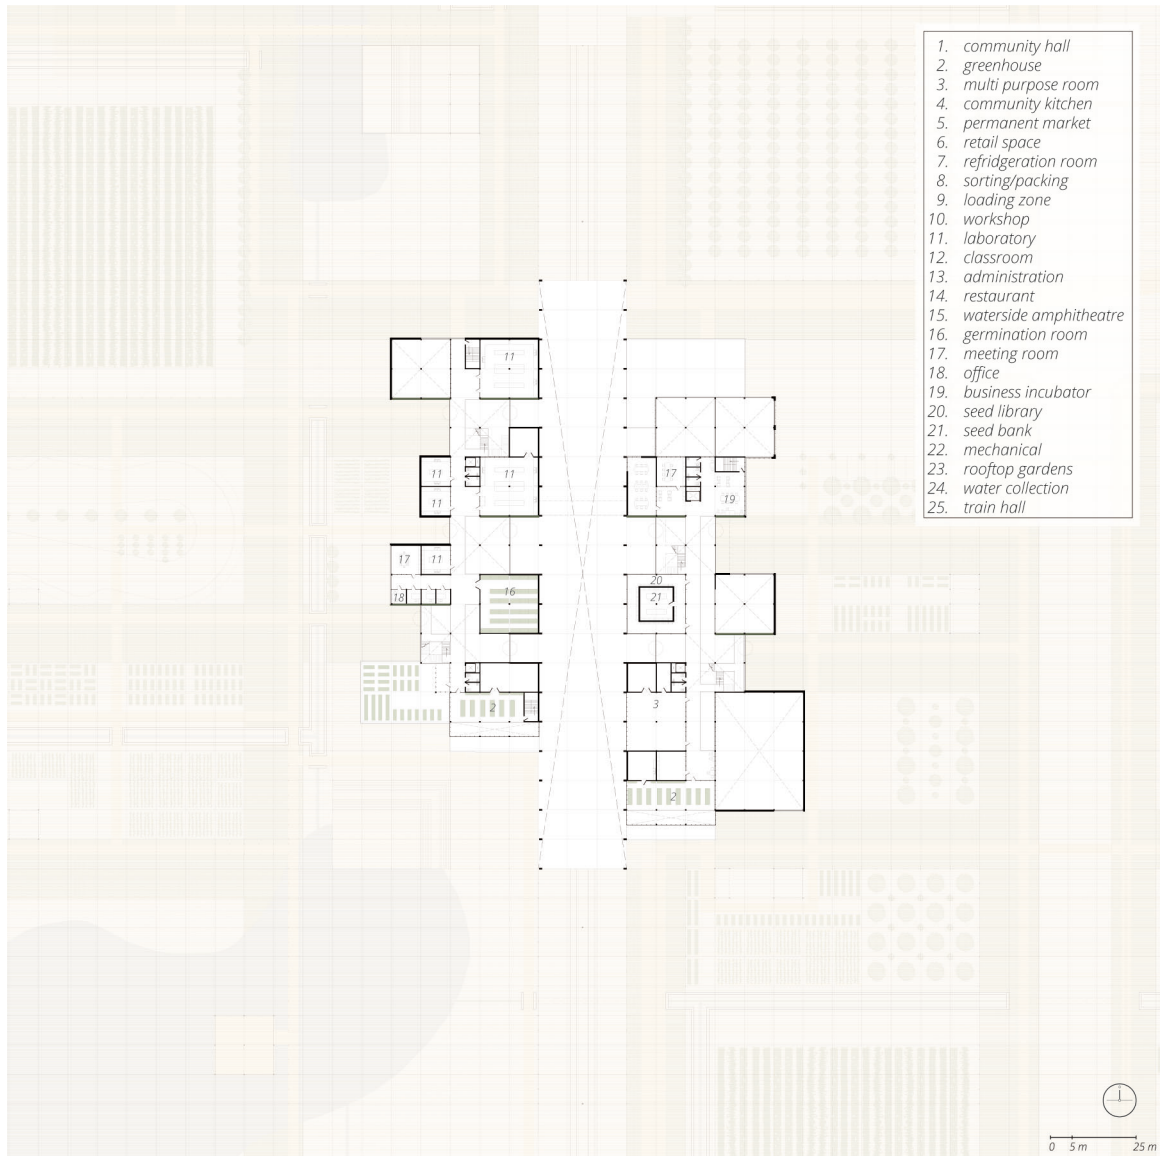 1. community hall
2. greenhouse
3. multi purpose room
4. community kitchen
5. permanent market
6. retail space
7. refridgeration room
8. sorting/packing
9. loading zone
10. workshop
11. laboratory
12. classroom
13. administration
14. restaurant
15. waterside amphitheatre
16. germination room
17. meeting room
18. office
19. business incubator
20. seed library
21. seed bank
22. mechanical
23. rooftop gardens
24. water collection
25. train hall
11
11
11
17
11
19
11
17
11
16
20
18
21
2
3
2
0 5 m 25 m